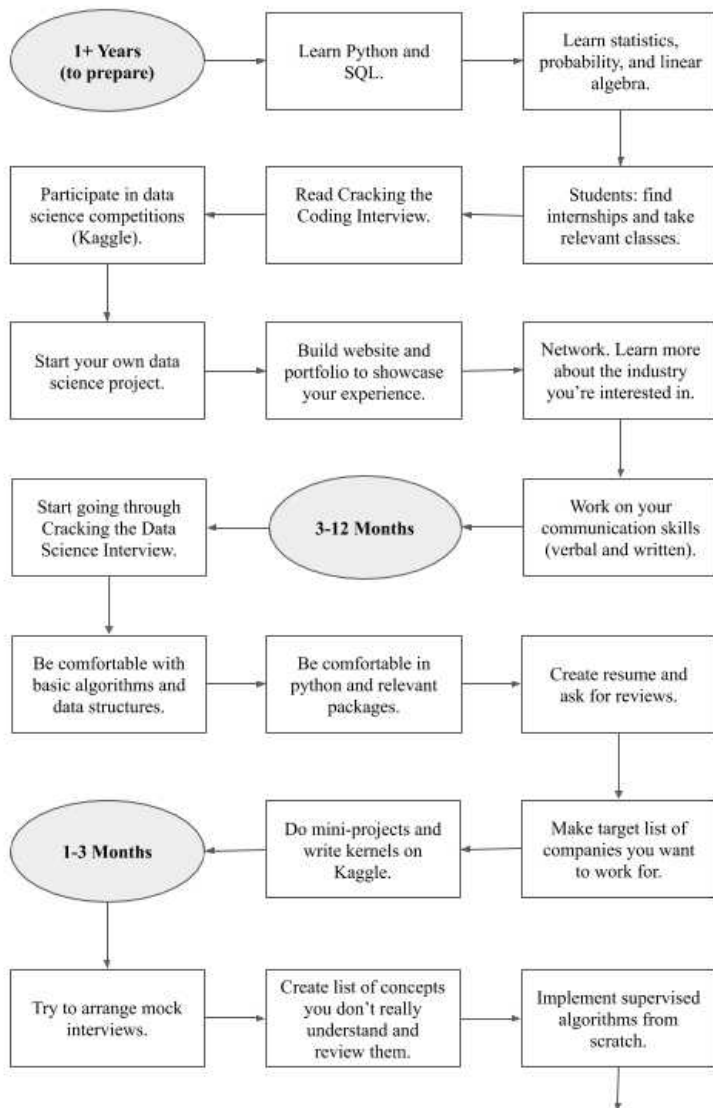 1+ Years
(to prepare)
Learn Python and
SQL.
Learn statistics,
probability, and linear
algebra.
Students: find
internships and take
relevant classes.
Read Cracking the
Coding Interview.
Participate in data
science competitions
(Kaggle).
Start your own data
science project.
Build website and
portfolio to showcase
your experience.
Network. Learn more
about the industry
you’re interested in.
Work on your
communication skills
(verbal and written).
3-12 Months
Start going through
Cracking the Data
Science Interview.
Be comfortable with
basic algorithms and
data structures.
Be comfortable in
python and relevant
packages.
Create resume and
ask for reviews.
Make target list of
companies you want
to work for.
Do mini-projects and
write kernels on
Kaggle.
1-3 Months
Try to arrange mock
interviews.
Create list of concepts
you don’t really
understand and
review them.
Implement supervised
algorithms from
scratch.